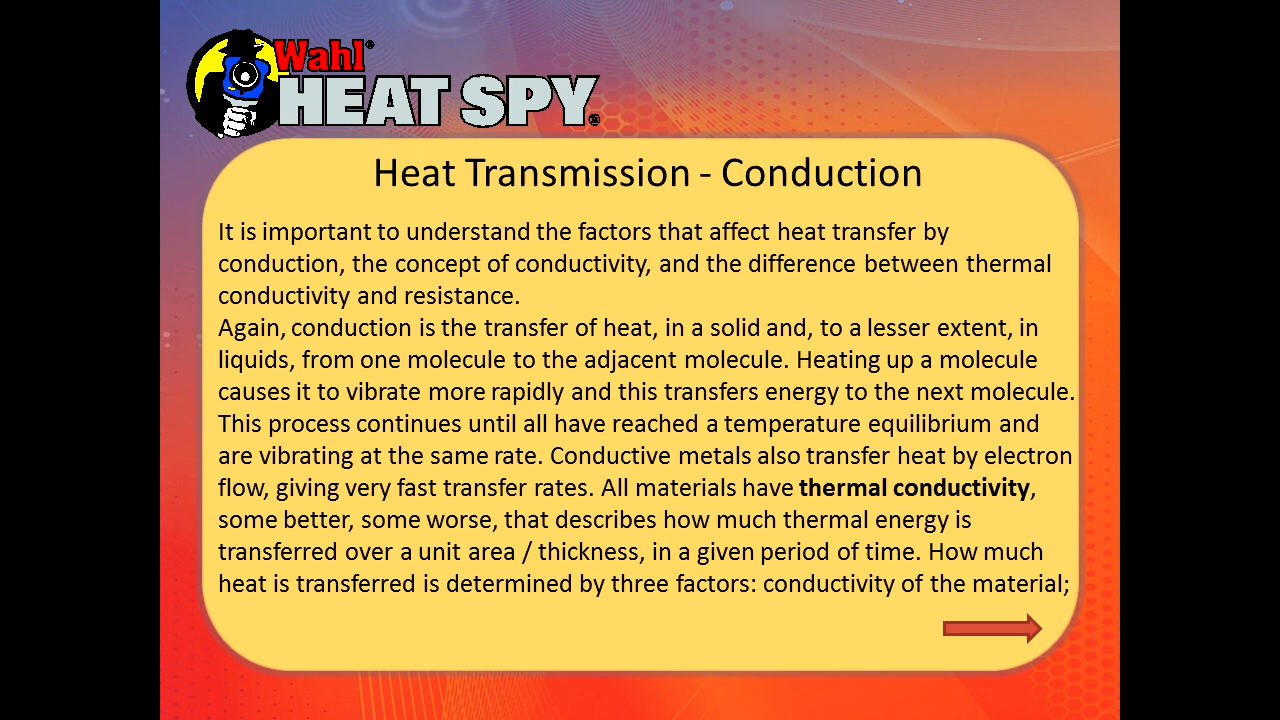 Wahl®
HEAT SPY®
Heat Transmission - Conduction
It is important to understand the factors that affect heat transfer by
conduction, the concept of conductivity, and the difference between thermal
conductivity and resistance.
Again, conduction is the transfer of heat, in a solid and, to a lesser extent, in
liquids, from one molecule to the adjacent molecule. Heating up a molecule
causes it to vibrate more rapidly and this transfers energy to the next molecule.
This process continues until all have reached a temperature equilibrium and
are vibrating at the same rate. Conductive metals also transfer heat by electron
flow, giving very fast transfer rates. All materials have thermal conductivity,
some better, some worse, that describes how much thermal energy is
transferred over a unit area / thickness, in a given period of time. How much
heat is transferred is determined by three factors: conductivity of the material;